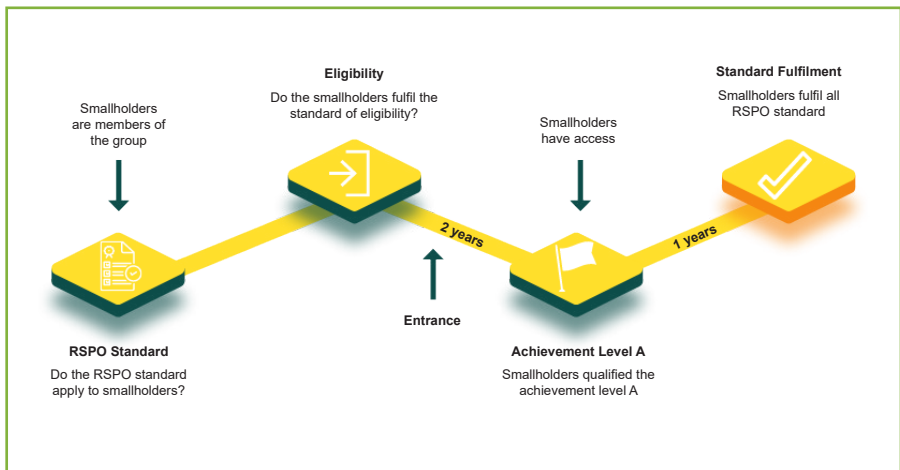 Smallholders
are members of
the group
RSPO Standard
Do the RSPO standard
apply to smallholders?
Eligibility
Do the smallholders fulfil the
standard of eligibility?
2 years
Entrance
Smallholders
have access
Achievement Level A
Smallholders qualified the
achievement level A
1 years
Standard Fulfilment
Smallholders fulfil all
RSPO standard